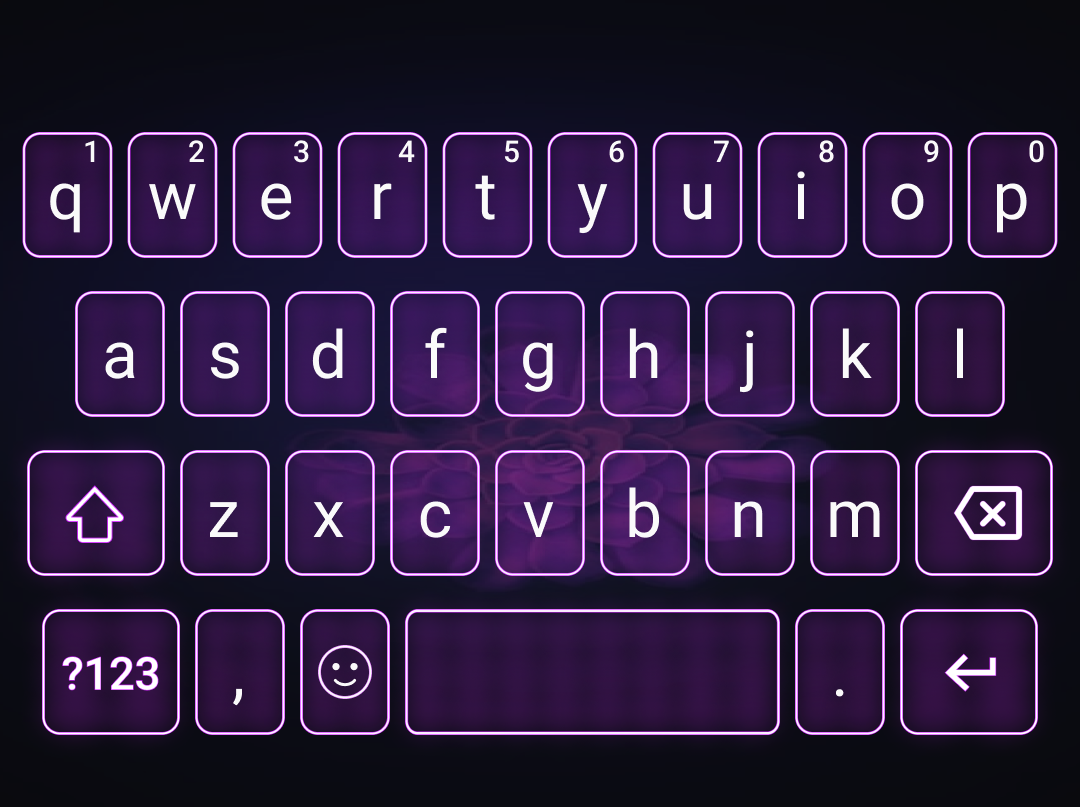 1 2 3 4 5 6 7 8 9 0
q w e r t y u i o p
a s d f g h j k l
z x c v b n m
?123 , .